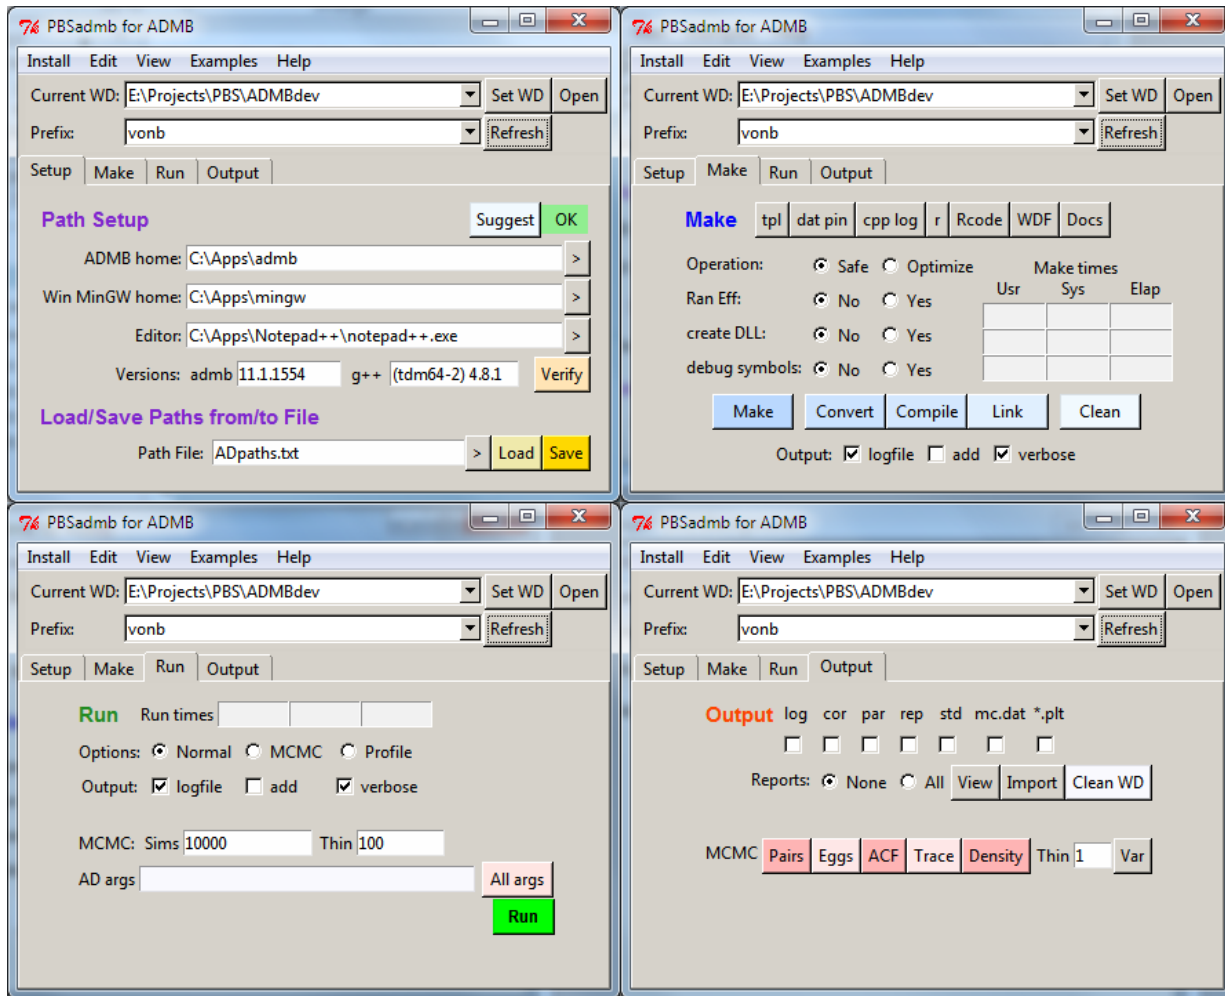 PBSadmb for ADMB
Install Edit View Examples Help
Current WD: E:\Projects\PBS\ADMBdev Set WD Open
Prefix: vonb Refresh
Setup Make Run Output
Path Setup Suggest OK
ADMB home: C:\Apps\admb >
Win MinGW home: C:\Apps\mingw >
Editor: C:\Apps\Notepad++\notepad++.exe >
Versions: admb 11.1.1554 g++ (tdm64-2) 4.8.1 Verify
Load/Save Paths from/to File
Path File: ADpaths.txt > Load Save
PBSadmb for ADMB
Install Edit View Examples Help
Current WD: E:\Projects\PBS\ADMBdev Set WD Open
Prefix: vonb Refresh
Setup Make Run Output
Make tpl dat pin cpp log r Rcode WDF Docs
Operation: Safe Optimize Make times
Usr Sys Elap
Ran Eff: No Yes
create DLL: No Yes
debug symbols: No Yes
Make Convert Compile Link Clean
Output: logfile add verbose
PBSadmb for ADMB
Install Edit View Examples Help
Current WD: E:\Projects\PBS\ADMBdev Set WD Open
Prefix: vonb Refresh
Setup Make Run Output
Run Run times
Options: Normal MCMC Profile
Output: logfile add verbose
MCMC: Sims 10000 Thin 100
AD args All args
Run
PBSadmb for ADMB
Install Edit View Examples Help
Current WD: E:\Projects\PBS\ADMBdev Set WD Open
Prefix: vonb Refresh
Setup Make Run Output
Output log cor par rep std mc.dat *.plt
Reports: None All View Import Clean WD
MCMC Pairs Eggs ACF Trace Density Thin 1 Var